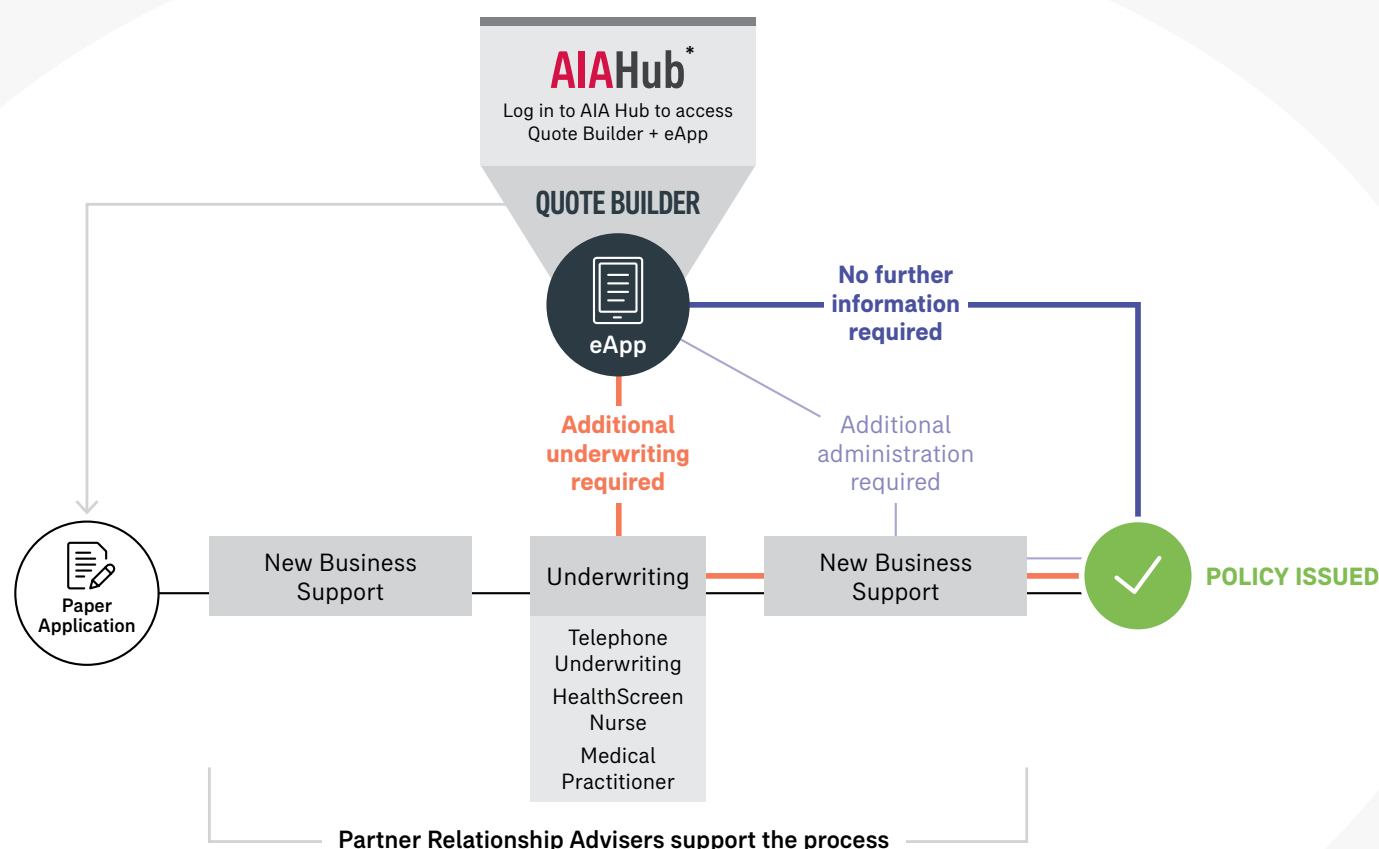 AIAHub*
Log in to AIA Hub to access
Quote Builder + eApp
QUOTE BUILDER
eApp
No further
information
required
Additional
underwriting
required
Additional
administration
required
Paper
Application
New Business
Support
Underwriting
New Business
Support
POLICY ISSUED
Telephone
Underwriting
HealthScreen
Nurse
Medical
Practitioner
Partner Relationship Advisers support the process